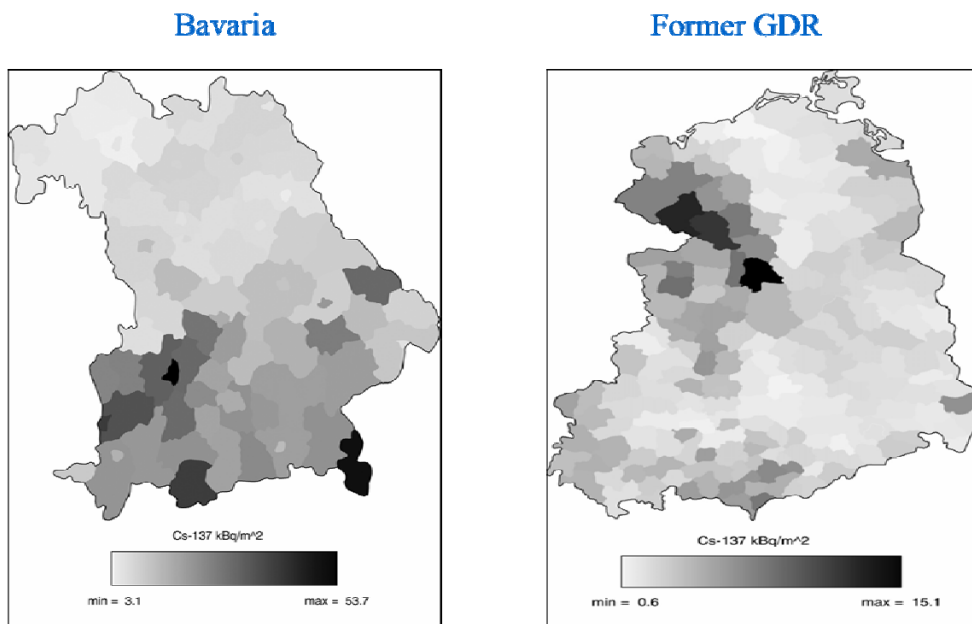 Bavaria
Former GDR
Cs-137 kBq/m^2
min = 3.1 max = 53.7
Cs-137 kBq/m^2
min = 0.6 max = 15.1